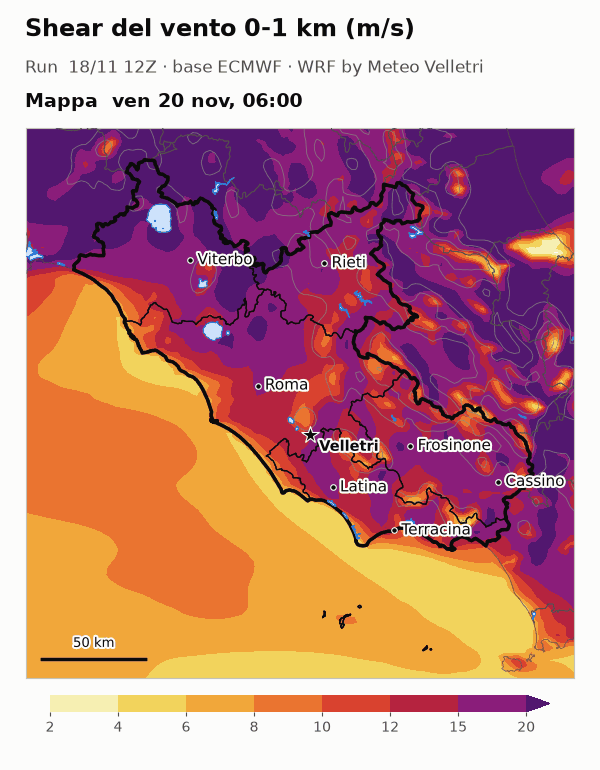 Shear del vento 0-1 km (m/s)
Run  18/11 12Z · base ECMWF · WRF by Meteo Velletri
Mappa  ven 20 nov, 06:00
Viterbo
Rieti
Roma
Velletri
Frosinone
Latina
Cassino
Terracina
50 km
2 4 6 8 10 12 15 20